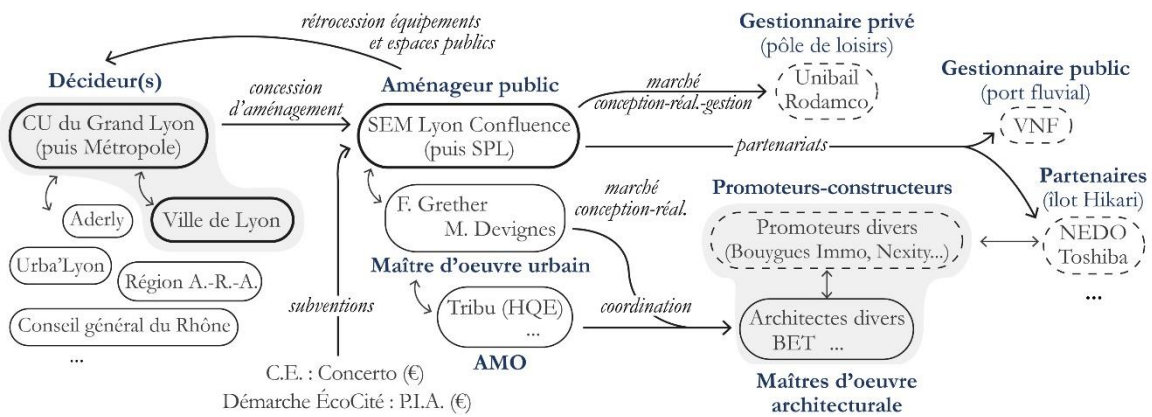 rétrocession équipements
et espaces publics
Décideur(s)
CU du Grand Lyon
(puis Métropole)
Aderly
Ville de Lyon
Urba'Lyon
Région A.-R.-A.
Conseil général du Rhône
...
concession
d'aménagement
Aménageur public
SEM Lyon Confluence
(puis SPL)
F. Grether
M. Devignes
Maître d'oeuvre urbain
Tribu (HQE)
...
AMO
subventions
C.E. : Concerto (€)
Démarche ÉcoCité : P.I.A. (€)
marché
conception-réal.-gestion
Gestionnaire privé
(pôle de loisirs)
Unibail
Rodamco
partenariats
Gestionnaire public
(port fluvial)
VNF
marché
conception-réal.
coordination
Promoteurs-constructeurs
Promoteurs divers
(Bouygues Immo, Nexity...)
Architectes divers
BET ...
Maîtres d'oeuvre
architecturale
Partenaires
(îlot Hikari)
NEDO
Toshiba
...